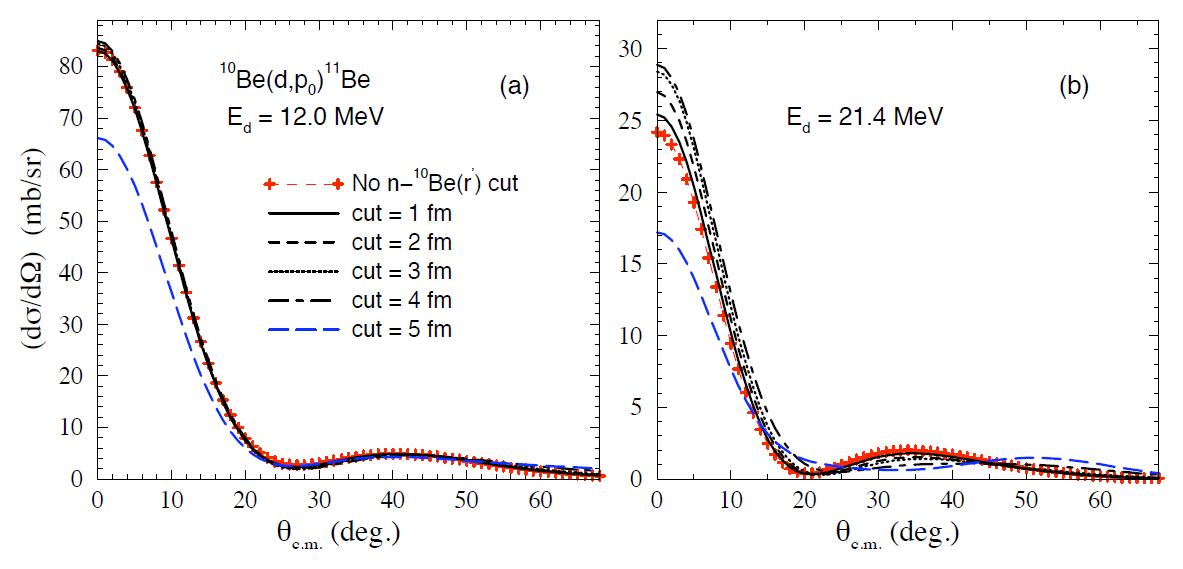 80
70
60
50
40
30
20
10
0
0 10 20 30 40 50 60
(dσ/dΩ) (mb/sr)
θc.m. (deg.)
¹⁰Be(d,p₀)¹¹Be
(a)
E_d = 12.0 MeV
No n−¹⁰Be(r') cut
cut = 1 fm
cut = 2 fm
cut = 3 fm
cut = 4 fm
cut = 5 fm
30
25
20
15
10
5
0
0 10 20 30 40 50 60
θc.m. (deg.)
(b)
E_d = 21.4 MeV